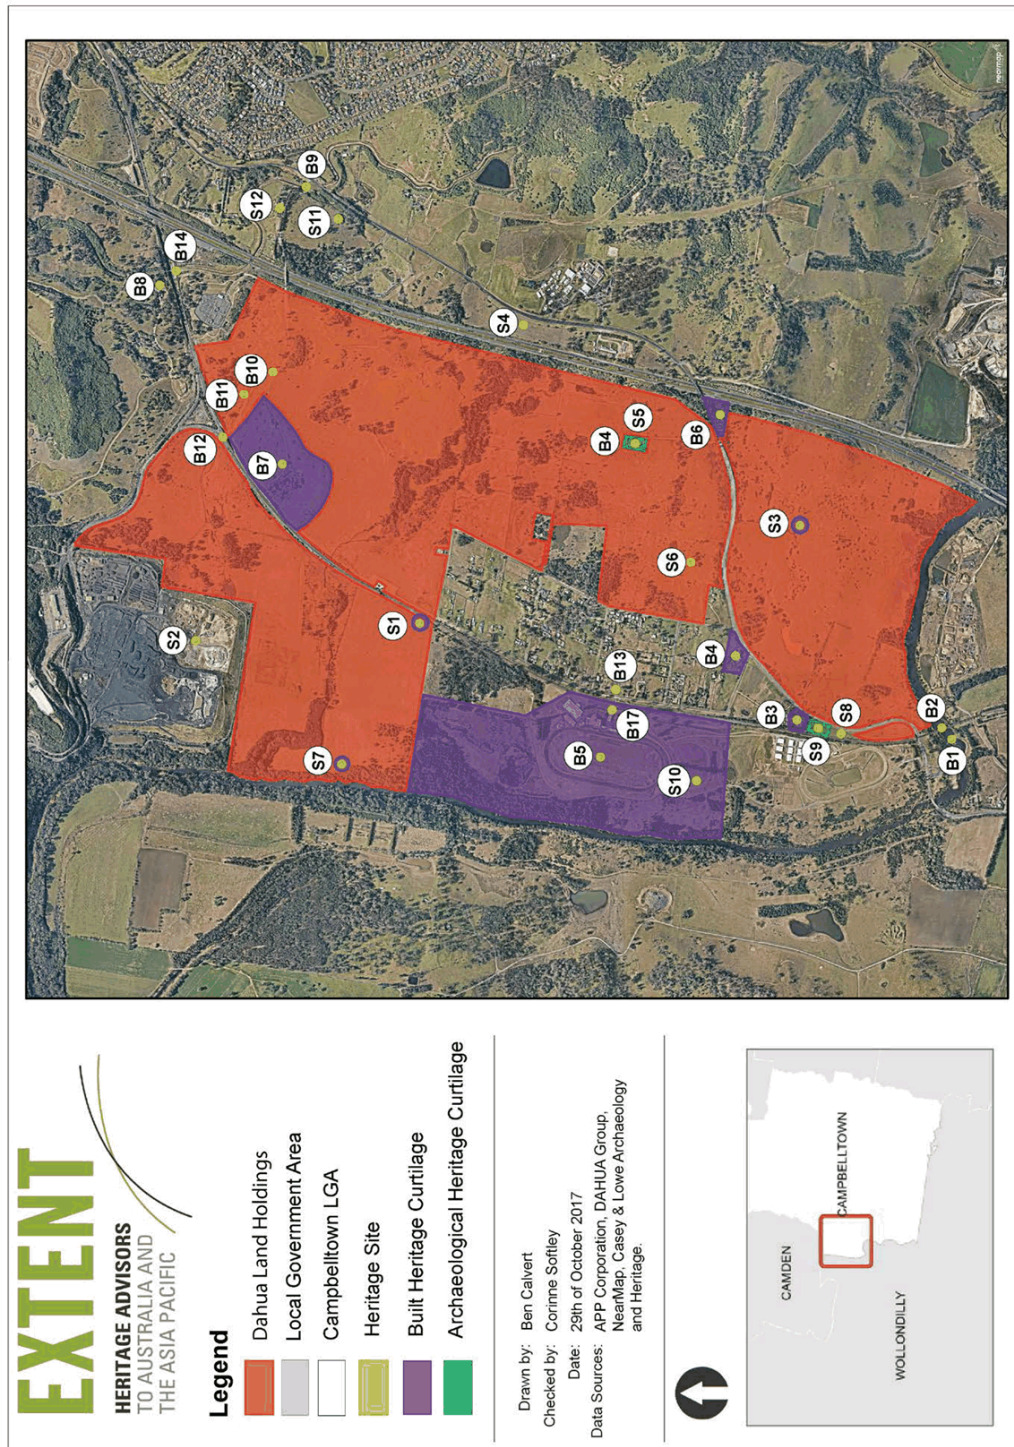 EXTENT
HERITAGE ADVISORS
TO AUSTRALIA AND
THE ASIA PACIFIC
Legend
Dahua Land Holdings
Local Government Area
Campbelltown LGA
Heritage Site
Built Heritage Curtilage
Archaeological Heritage Curtilage
Drawn by: Ben Calvert
Checked by: Corinne Softley
Date: 29th of October 2017
Data Sources: APP Corporation, DAHUA Group,
NearMap, Casey & Lowe Archaeology
and Heritage.
CAMDEN
CAMPBELLTOWN
WOLLONDILLY
S7
S2
S1
B12
B11
B10
B7
B8
B14
S12
B9
S11
S4
B5
S10
B17
B13
B4
S6
B4
S5
B6
S3
B3
S9
S8
B2
B1
nearmap